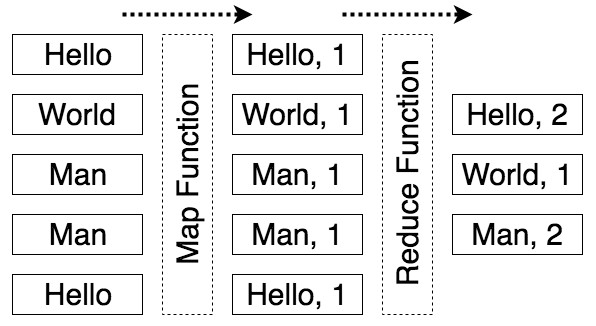 Hello
World
Man
Man
Hello
Map Function
Hello, 1
World, 1
Man, 1
Man, 1
Hello, 1
Reduce Function
Hello, 2
World, 1
Man, 2